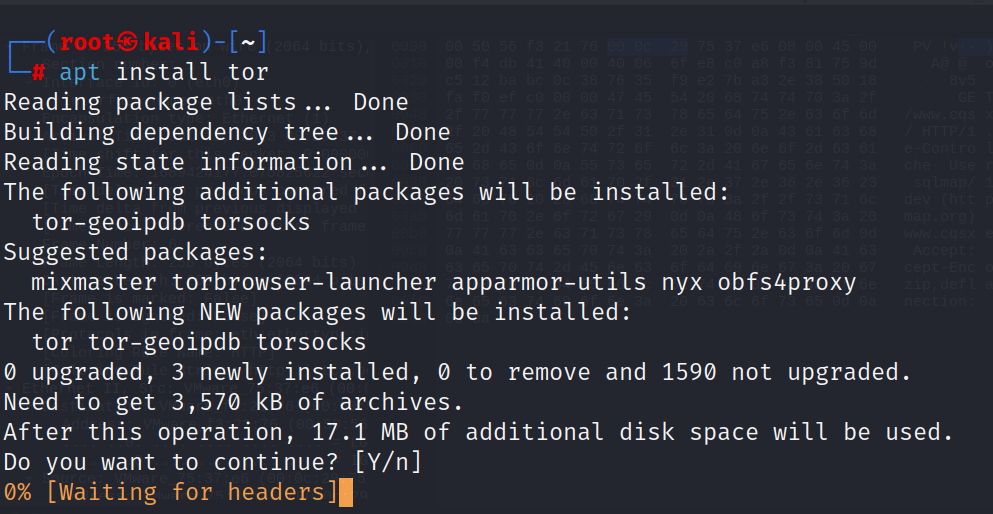 ┌──(root㉿kali)-[~]
└─# apt install tor
Reading package lists... Done
Building dependency tree... Done
Reading state information... Done
The following additional packages will be installed:
  tor-geoipdb torsocks
Suggested packages:
  mixmaster torbrowser-launcher apparmor-utils nyx obfs4proxy
The following NEW packages will be installed:
  tor tor-geoipdb torsocks
0 upgraded, 3 newly installed, 0 to remove and 1590 not upgraded.
Need to get 3,570 kB of archives.
After this operation, 17.1 MB of additional disk space will be used.
Do you want to continue? [Y/n]
0% [Waiting for headers]